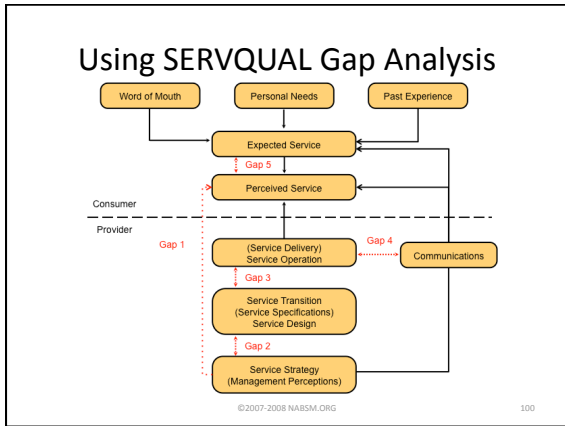 Using SERVQUAL Gap Analysis
Word of Mouth
Personal Needs
Past Experience
Expected Service
Gap 5
Perceived Service
Consumer
Provider
Gap 1
(Service Delivery)
Service Operation
Gap 4
Communications
Gap 3
Service Transition
(Service Specifications)
Service Design
Gap 2
Service Strategy
(Management Perceptions)
©2007-2008 NABSM.ORG
100